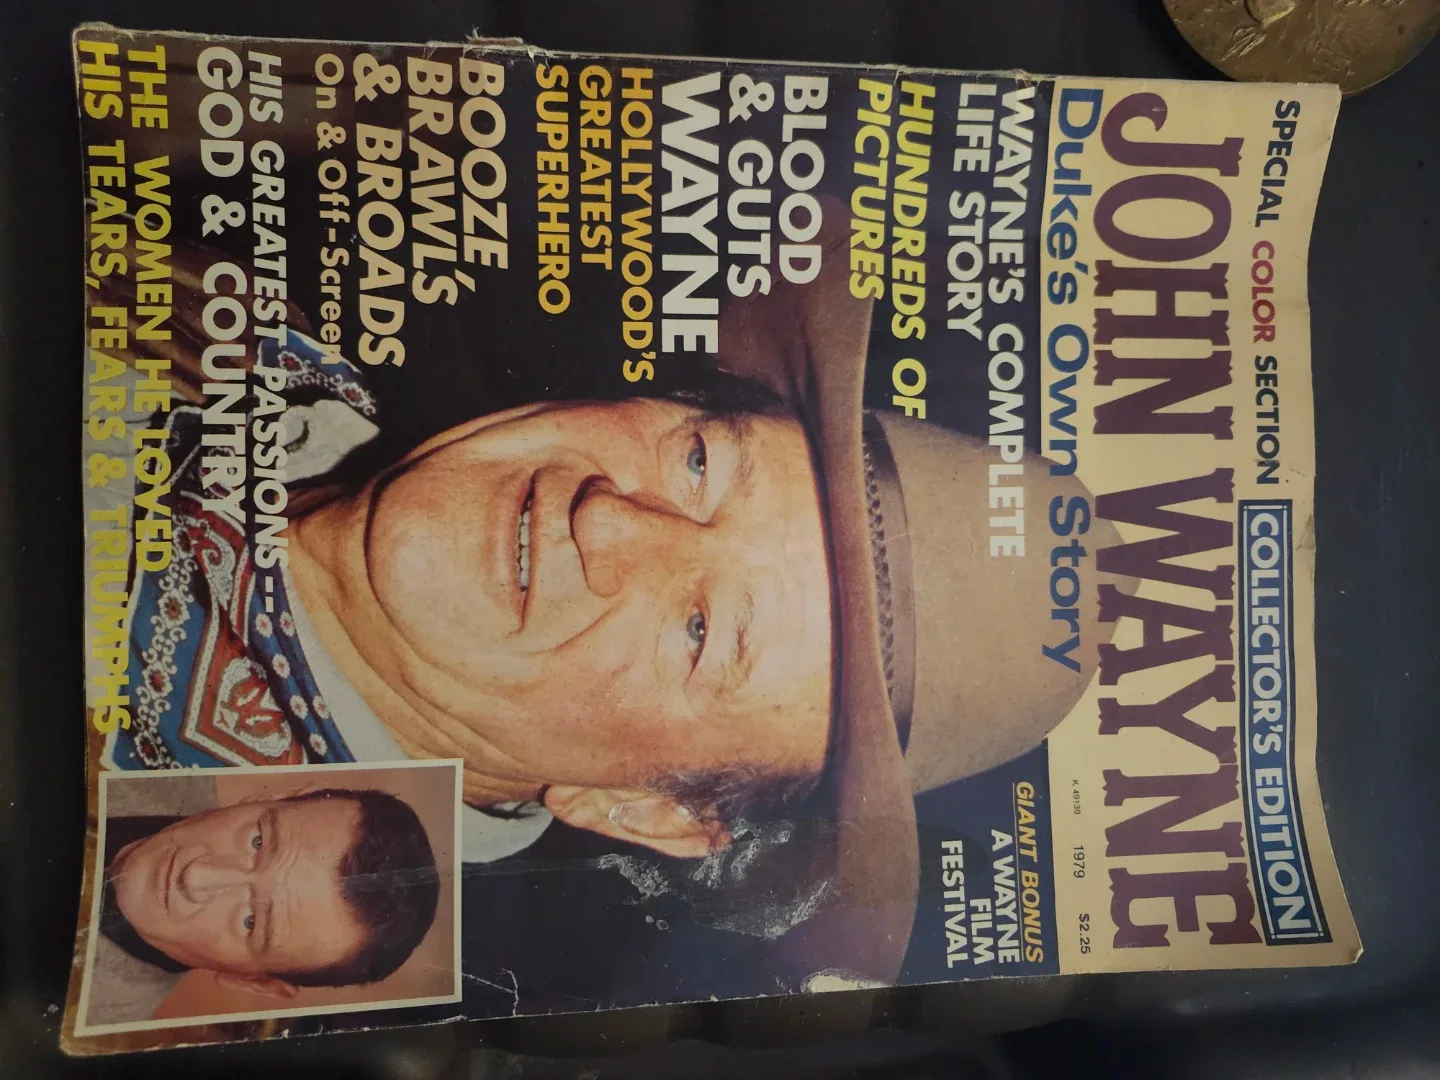 SPECIAL COLOR SECTION
COLLECTOR'S EDITION
JOHN WAYNE
Duke's Own Story
K 49139 1979 $2.25
WAYNE'S COMPLETE
LIFE STORY
HUNDREDS OF
PICTURES
GIANT BONUS
A WAYNE
FILM
FESTIVAL
BLOOD
& GUTS
WAYNE
HOLLYWOOD'S
GREATEST
SUPERHERO
BOOZE
BRAWL'S
& BROADS
On & Off-Screen
HIS GREATEST PASSIONS--
GOD & COUNTRY
THE WOMEN HE LOVED
HIS TEARS, FEARS & TRIUMPHS